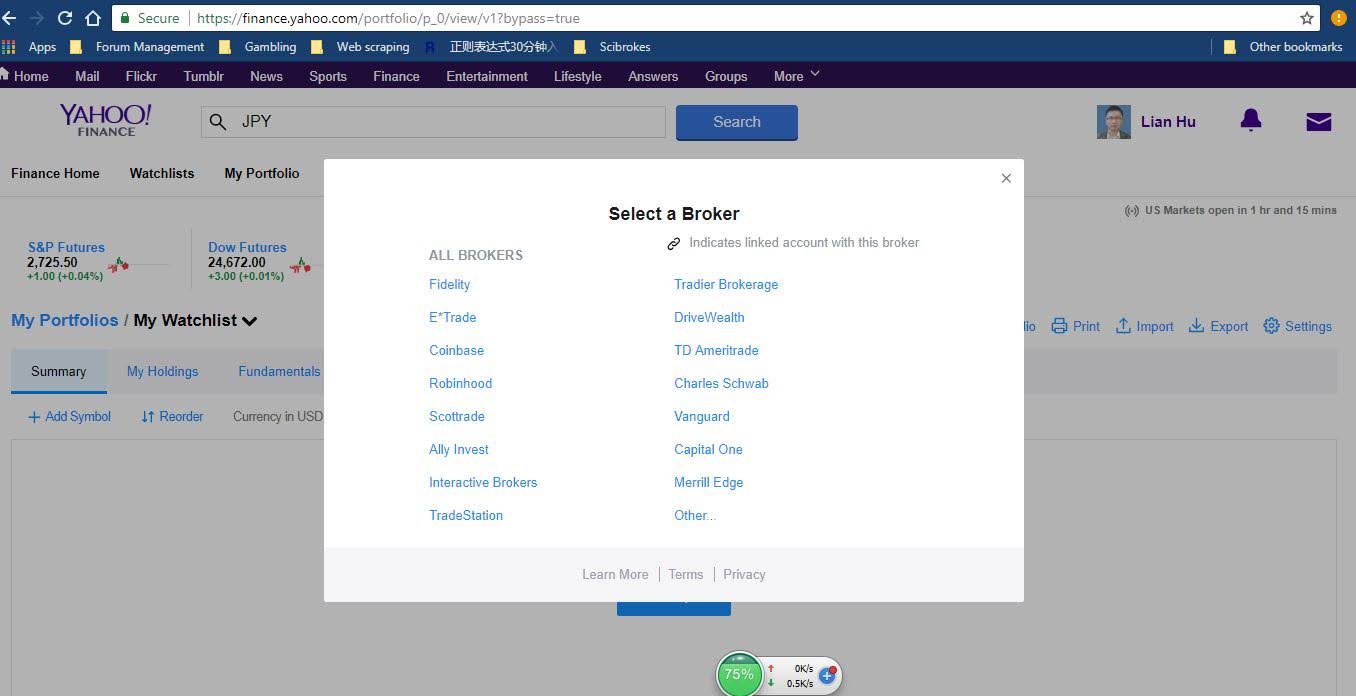 Secure https://finance.yahoo.com/portfolio/p_0/view/v1?bypass=true
Apps Forum Management Gambling Web scraping R 正则表达式30分钟入 Scibrokes Other bookmarks
Home Mail Flickr Tumblr News Sports Finance Entertainment Lifestyle Answers Groups More
YAHOO!
FINANCE
JPY
Search
Lian Hu
Finance Home Watchlists My Portfolio
US Markets open in 1 hr and 15 mins
S&P Futures
2,725.50
+1.00 (+0.04%)
Dow Futures
24,672.00
+3.00 (+0.01%)
My Portfolios / My Watchlist
lio Print Import Export Settings
Summary My Holdings Fundamentals
Add Symbol Reorder Currency in USD
Select a Broker
Indicates linked account with this broker
ALL BROKERS
Fidelity Tradier Brokerage
E*Trade DriveWealth
Coinbase TD Ameritrade
Robinhood Charles Schwab
Scottrade Vanguard
Ally Invest Capital One
Interactive Brokers Merrill Edge
TradeStation Other...
Learn More Terms Privacy
75%
0K/s
0.5K/s